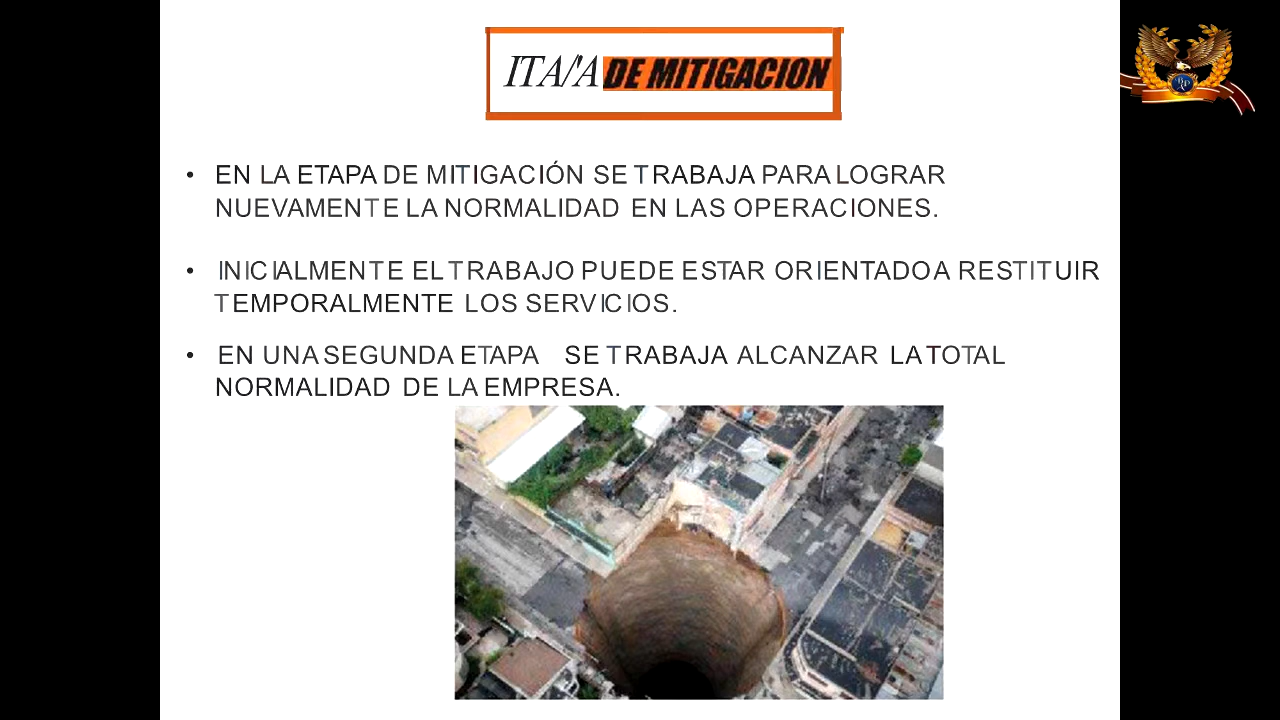 ITA/'A DE MITIGACION
• EN LA ETAPA DE MITIGACIÓN SE TRABAJA PARA LOGRAR
NUEVAMENTE LA NORMALIDAD EN LAS OPERACIONES.
• INICIALMENTE EL TRABAJO PUEDE ESTAR ORIENTADO A RESTITUIR
TEMPORALMENTE LOS SERVICIOS.
• EN UNA SEGUNDA ETAPA SE TRABAJA ALCANZAR LA TOTAL
NORMALIDAD DE LA EMPRESA.